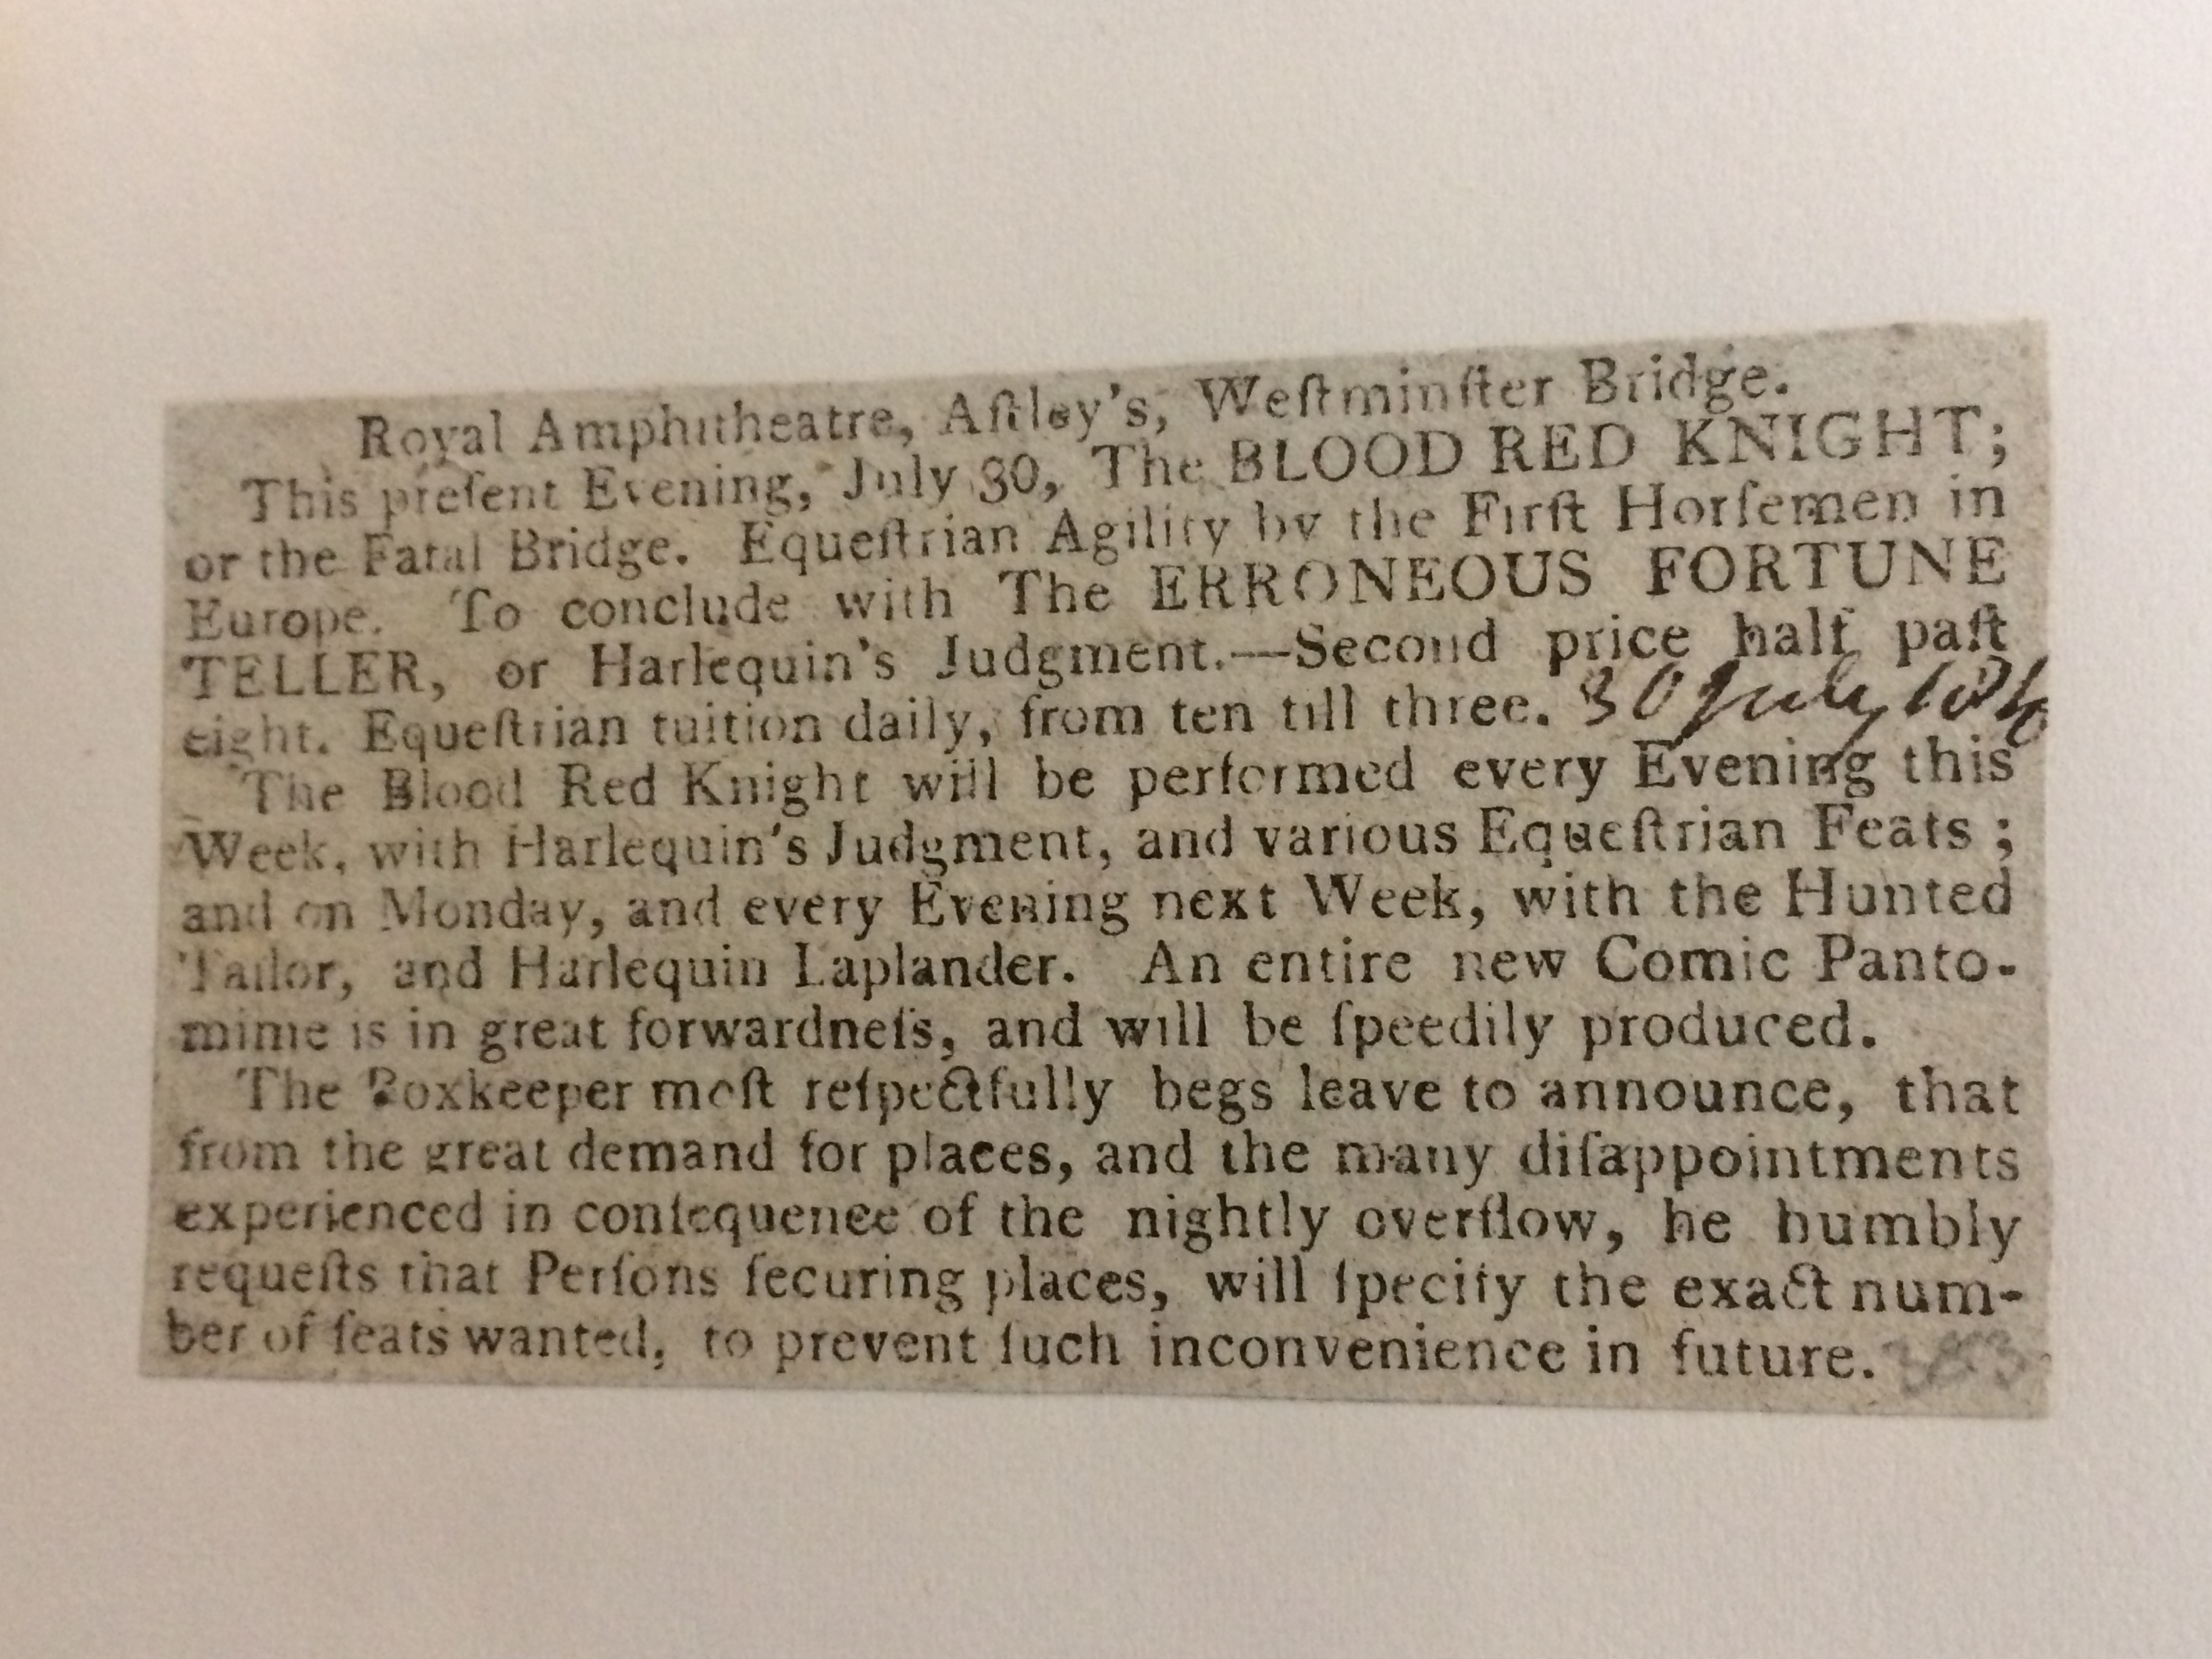 Royal Amphitheatre, Aſtley's, Weſtminſter Bridge.
This preſent Evening, July 30, The BLOOD RED KNIGHT;
or the Fatal Bridge. Equeſtrian Agility by the Firſt Horſemen in
Europe. To conclude with The ERRONEOUS FORTUNE
TELLER, or Harlequin's Judgment.—Second price half paſt
eight. Equeſtrian tuition daily, from ten till three. 30 July
The Blood Red Knight will be performed every Evening this
Week, with Harlequin's Judgment, and various Equeſtrian Feats ;
and on Monday, and every Evening next Week, with the Hunted
Tailor, and Harlequin Laplander. An entire new Comic Panto-
mime is in great forwardneſs, and will be ſpeedily produced.
The Boxkeeper moſt reſpectfully begs leave to announce, that
from the great demand for places, and the many diſappointments
experienced in conſequence of the nightly overflow, he humbly
requeſts that Perſons ſecuring places, will ſpecify the exact num-
ber of ſeats wanted, to prevent ſuch inconvenience in future.